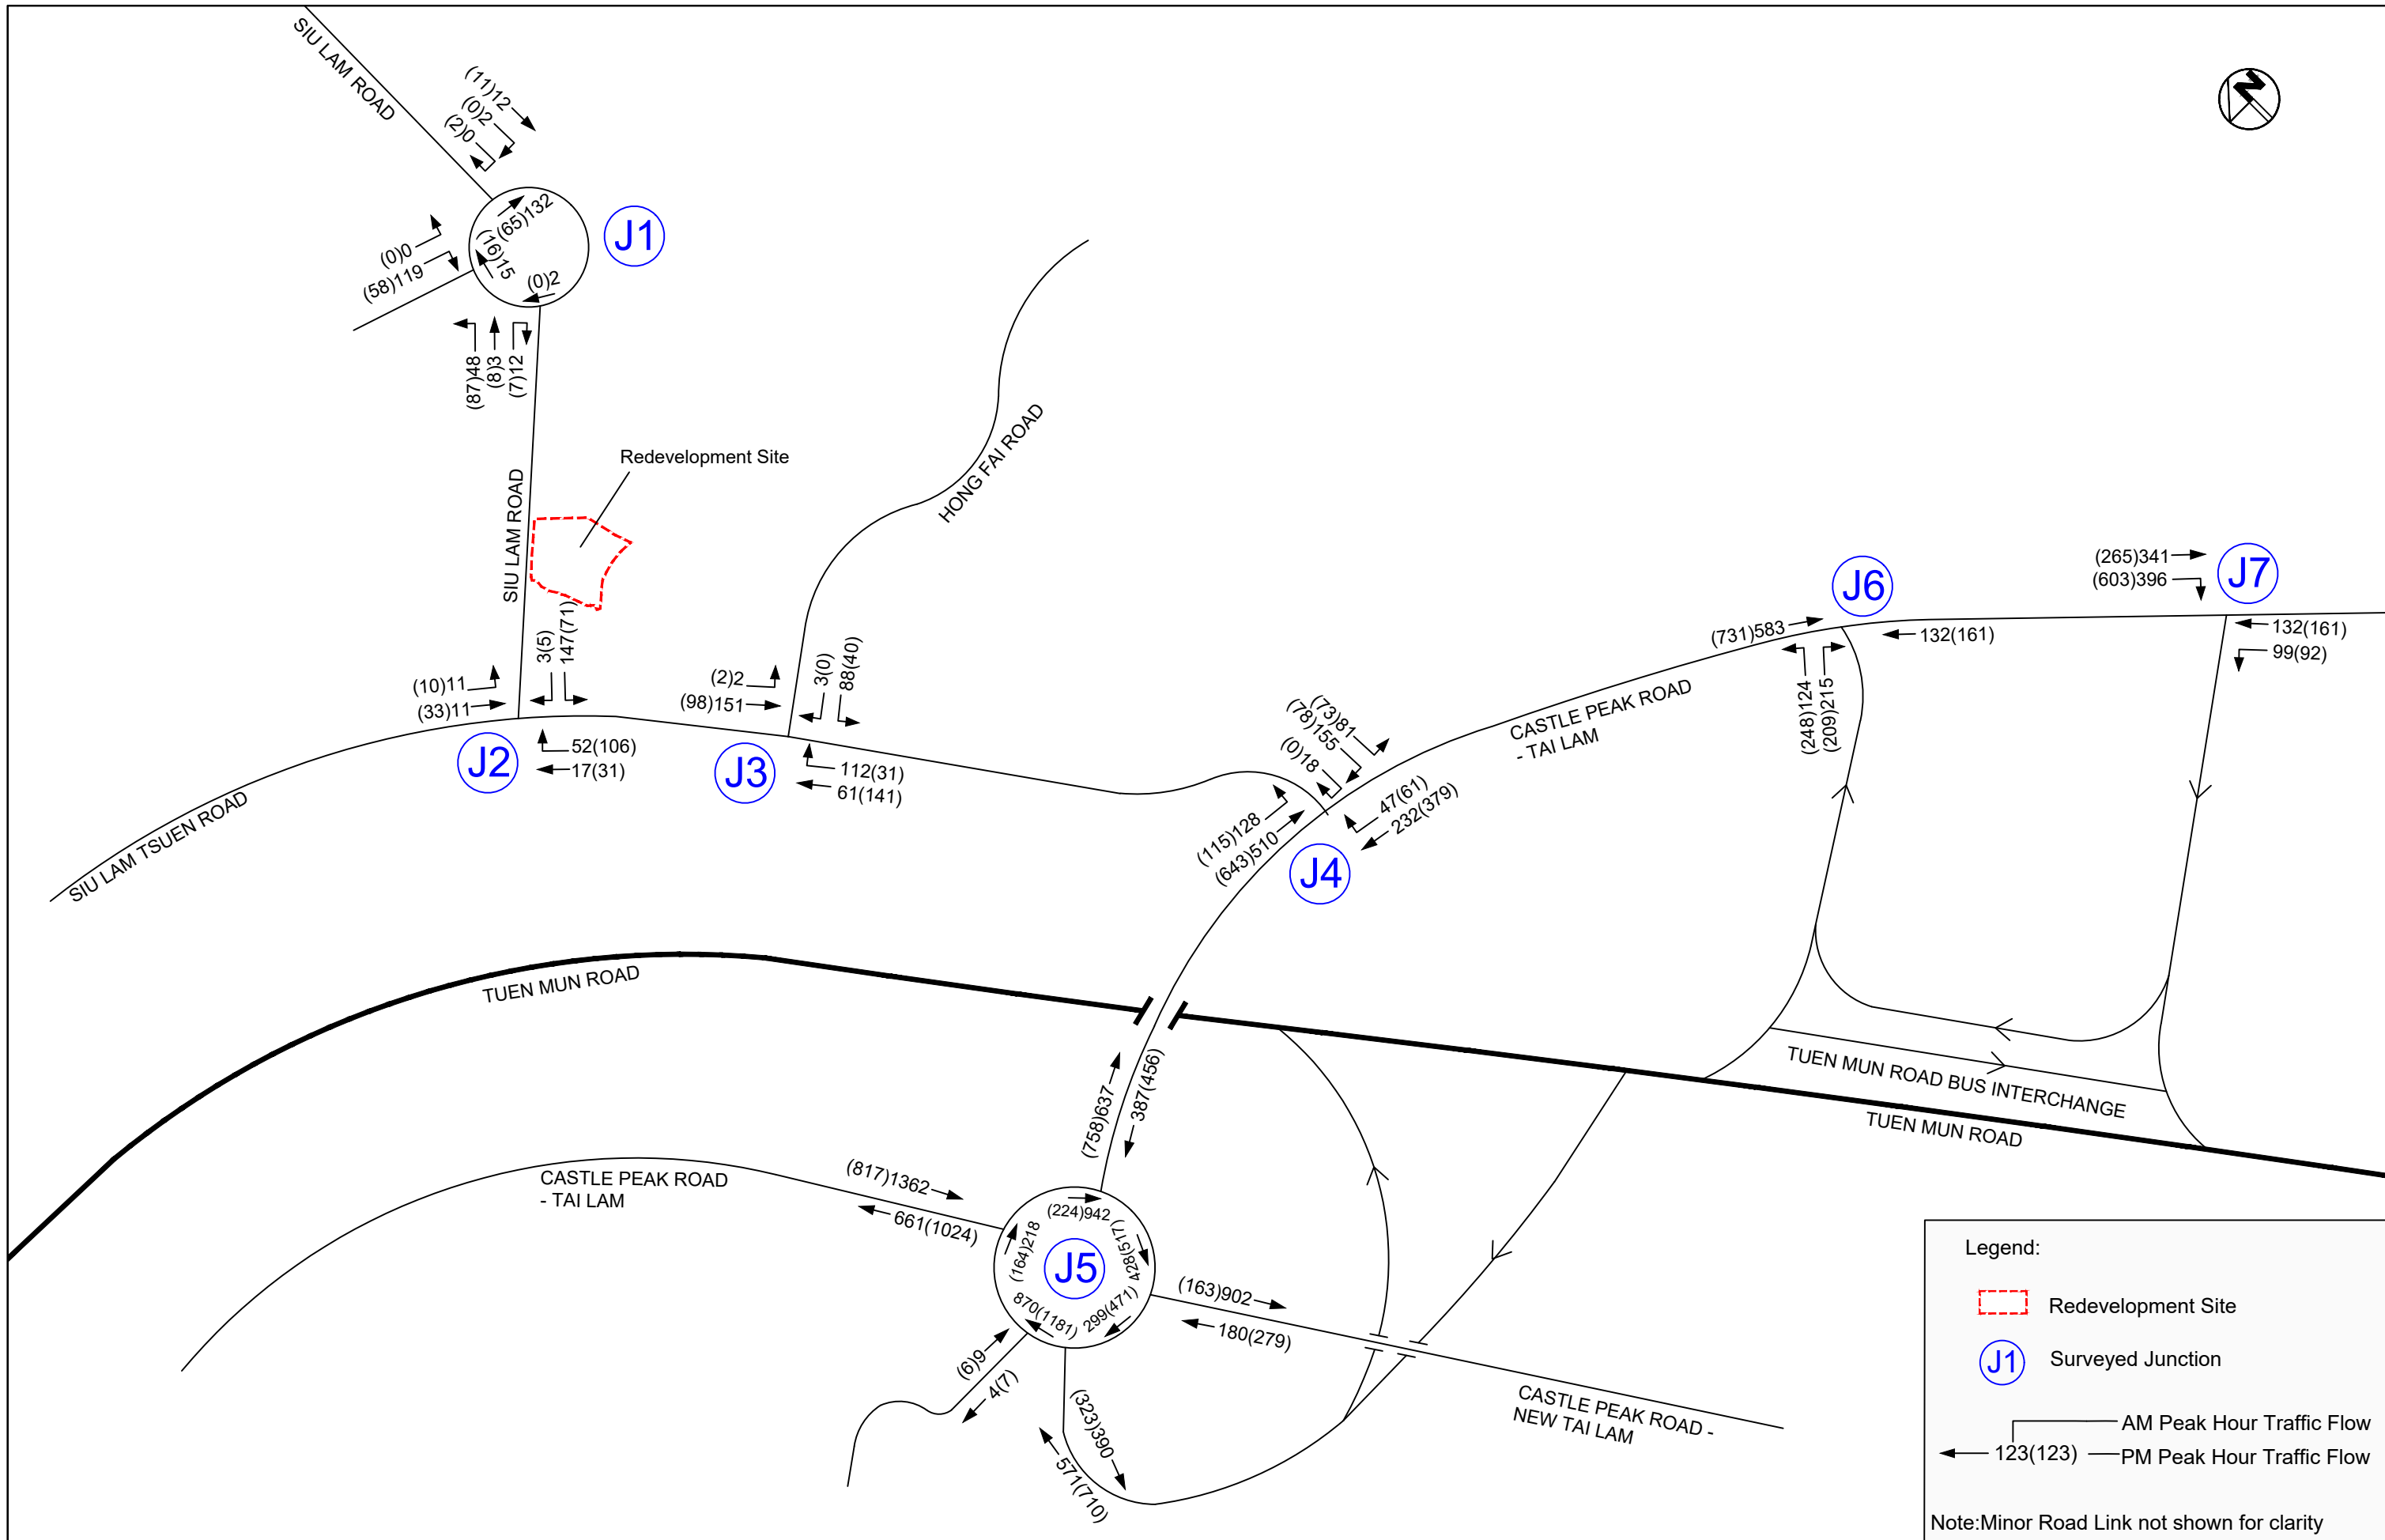 SIU LAM ROAD
(11)12
(0)2
(2)0
N
(65)132
(16)15
(0)2
J1
(0)0
(58)119
(87)48
(8)3
(7)12
Redevelopment Site
HONG FAI ROAD
SIU LAM ROAD
3(5)
147(71)
(10)11
(33)11
52(106)
17(31)
J2
SIU LAM TSUEN ROAD
(2)2
(98)151
3(0)
88(40)
J3
112(31)
61(141)
(73)81
(78)155
(0)18
47(61)
232(379)
(115)128
(643)510
J4
CASTLE PEAK ROAD
- TAI LAM
(731)583
J6
132(161)
(248)124
(209)215
(265)341
(603)396
J7
132(161)
99(92)
TUEN MUN ROAD
TUEN MUN ROAD BUS INTERCHANGE
TUEN MUN ROAD
(758)637
387(456)
CASTLE PEAK ROAD
- TAI LAM
(817)1362
661(1024)
(224)942
428(517)
(164)218
J5
870(1181)
299(471)
(163)902
180(279)
(6)9
4(7)
(323)390
571(710)
CASTLE PEAK ROAD -
NEW TAI LAM
Legend:
Redevelopment Site
J1 Surveyed Junction
AM Peak Hour Traffic Flow
123(123) PM Peak Hour Traffic Flow
Note:Minor Road Link not shown for clarity